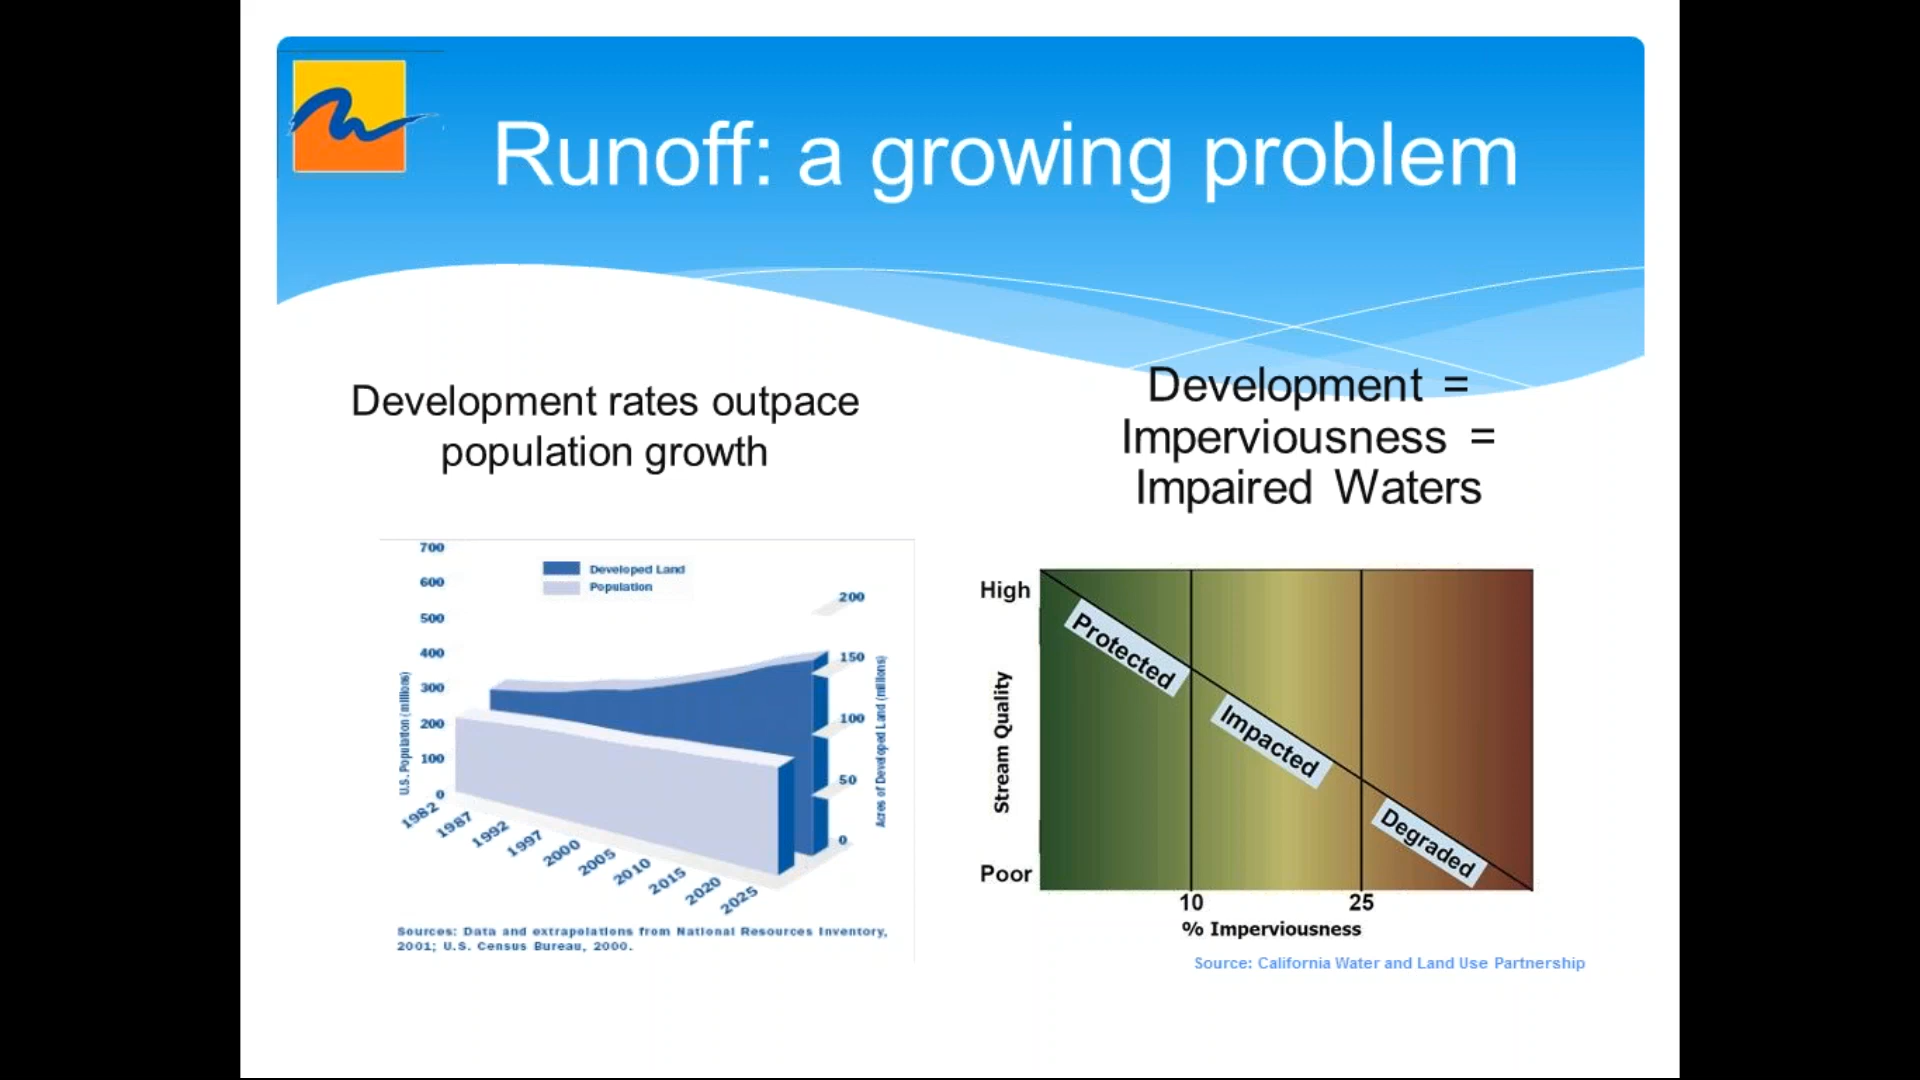 Runoff: a growing problem
Development rates outpace
population growth
700
600
500
400
300
200
100
0
U.S. Population (millions)
Developed Land
Population
200
150
100
50
0
Acres of Developed Land (millions)
1982
1987
1992
1997
2000
2005
2010
2015
2020
2025
Sources: Data and extrapolations from National Resources Inventory,
2001; U.S. Census Bureau, 2000.
Development =
Imperviousness =
Impaired Waters
High
Stream Quality
Poor
Protected
Impacted
Degraded
10
25
% Imperviousness
Source: California Water and Land Use Partnership